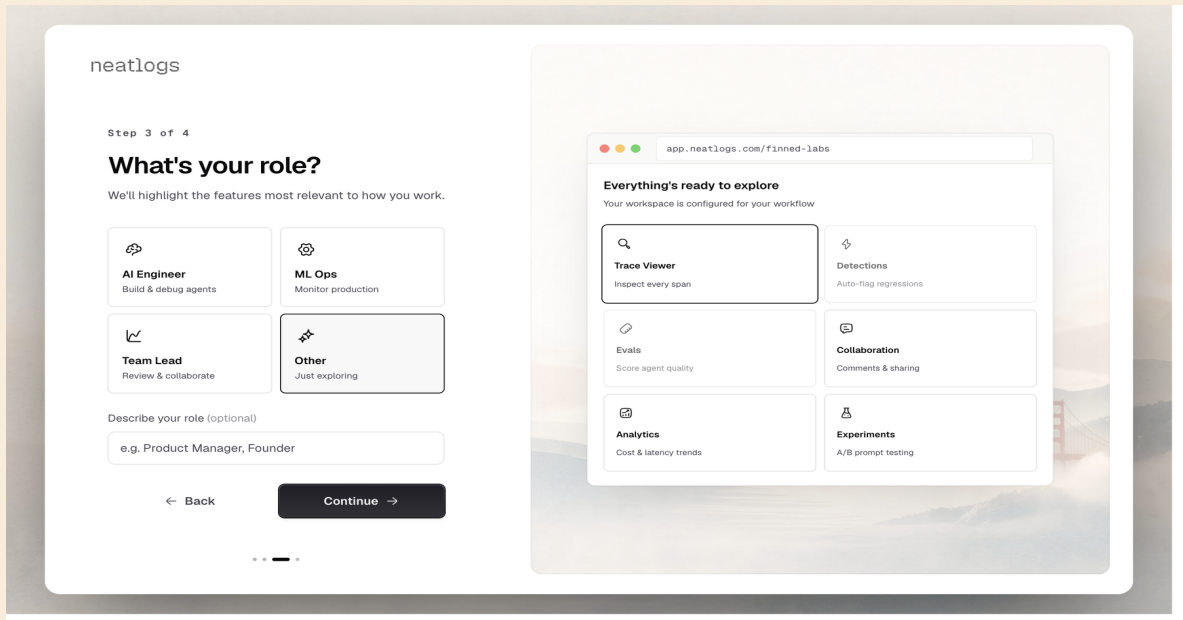 neatlogs
Step 3 of 4
What's your role?
We'll highlight the features most relevant to how you work.
AI Engineer
Build & debug agents
ML Ops
Monitor production
Team Lead
Review & collaborate
Other
Just exploring
Describe your role (optional)
e.g. Product Manager, Founder
← Back
Continue →
app.neatlogs.com/finned-labs
Everything's ready to explore
Your workspace is configured for your workflow
Trace Viewer
Inspect every span
Detections
Auto-flag regressions
Evals
Score agent quality
Collaboration
Comments & sharing
Analytics
Cost & latency trends
Experiments
A/B prompt testing